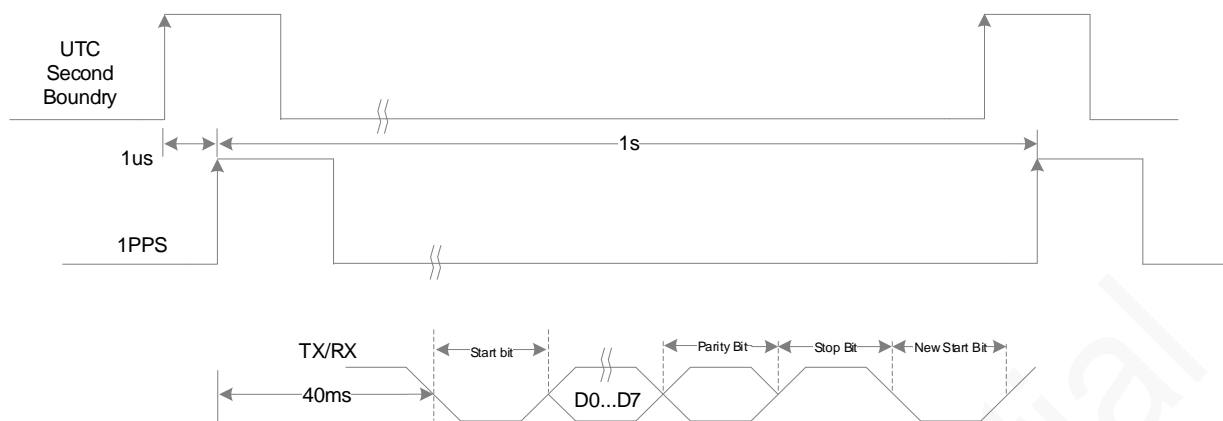 UTC
Second
Boundry
1us
1s
1PPS
TX/RX
Start bit
Parity Bit
Stop Bit
New Start Bit
40ms
D0...D7